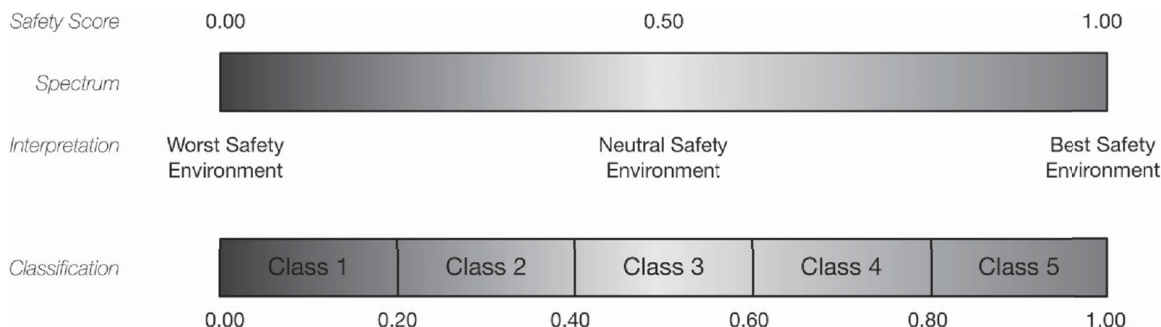 Safety Score 0.00 0.50 1.00
Spectrum
Interpretation Worst Safety Environment Neutral Safety Environment Best Safety Environment
Classification Class 1 Class 2 Class 3 Class 4 Class 5
0.00 0.20 0.40 0.60 0.80 1.00